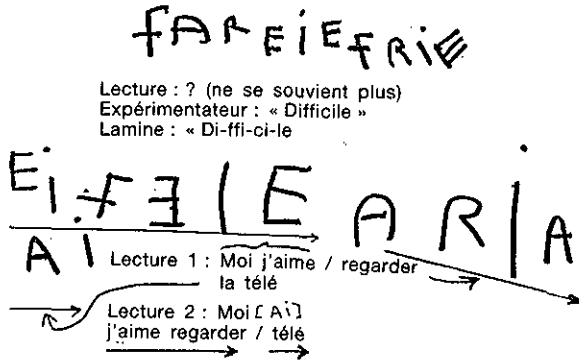 fAREiEfRiE
Lecture : ? (ne se souvient plus)
Expérimentateur : « Difficile »
Lamine : « Di-ffi-ci-le
Ei.fƎIE ARIA
Ai
Lecture 1 : Moi j'aime / regarder
la télé
Lecture 2 : Moi [Ai]
j'aime regarder / télé